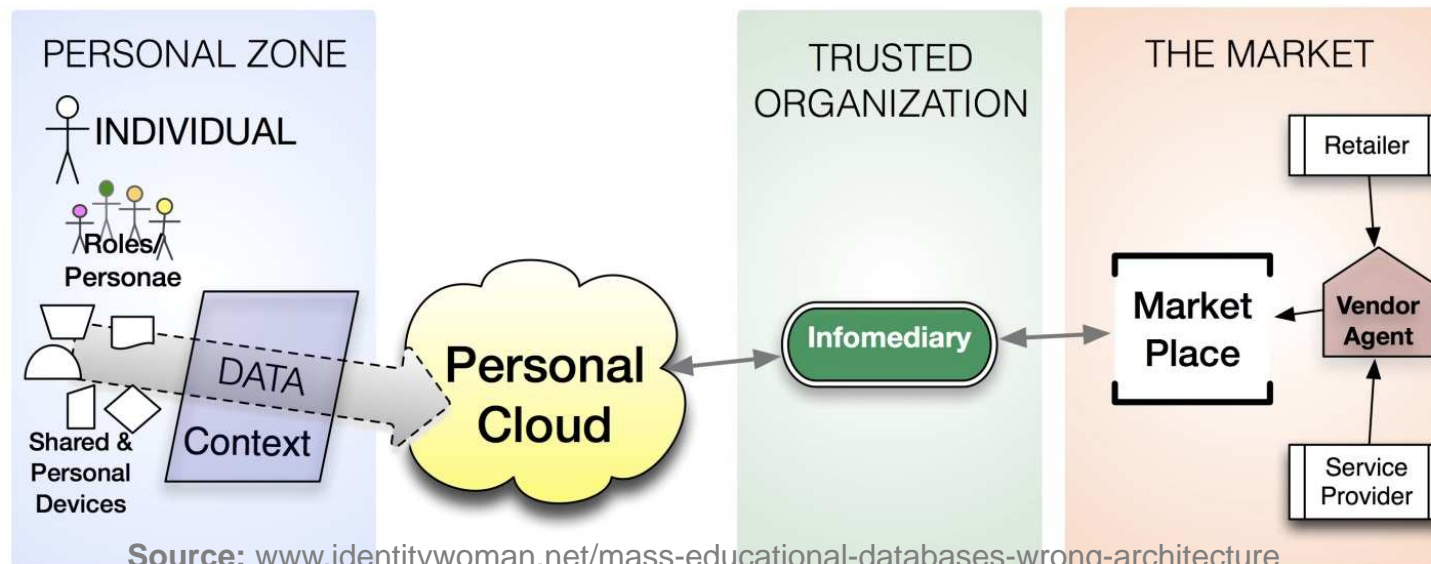 PERSONAL ZONE
INDIVIDUAL
Roles/
Personae
DATA
Context
Shared &
Personal
Devices
Personal
Cloud
TRUSTED
ORGANIZATION
Infomediary
THE MARKET
Retailer
Market
Place
Vendor
Agent
Service
Provider
Source: www.identitywoman.net/mass-educational-databases-wrong-architecture